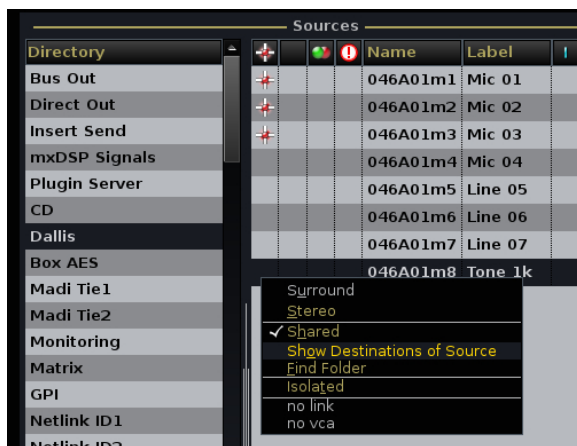 Sources
Directory
Name Label
Bus Out
046A01m1 Mic 01
Direct Out
046A01m2 Mic 02
Insert Send
046A01m3 Mic 03
mxDSP Signals
046A01m4 Mic 04
Plugin Server
046A01m5 Line 05
CD
046A01m6 Line 06
Dallis
046A01m7 Line 07
Box AES
046A01m8 Tone 1k
Madi Tie1
Surround
Madi Tie2
Stereo
Monitoring
Shared
Show Destinations of Source
Matrix
Find Folder
GPI
Isolated
Netlink ID1
no link
no vca
Netlink ID2